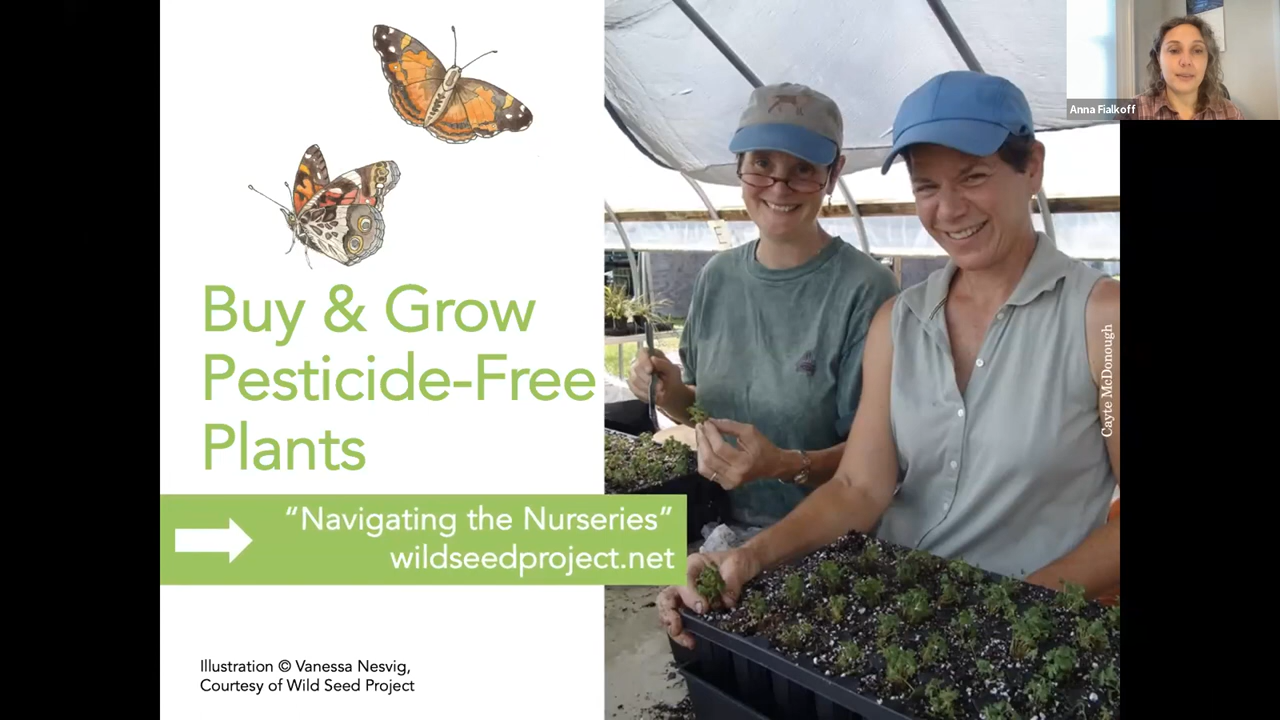 Anna Fialkoff
Buy & Grow
Pesticide-Free
Plants
“Navigating the Nurseries”
wildseedproject.net
Cayte McDonough
Illustration © Vanessa Nesvig,
Courtesy of Wild Seed Project